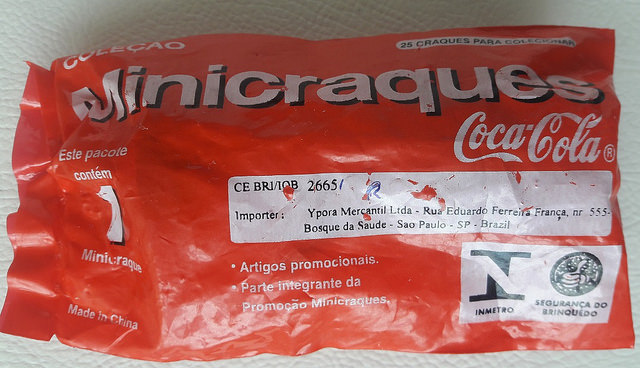 COLEÇAO
25 CRAQUES PARA COLECIONAR
Minicraques
Coca-Cola®
Este pacote
contém
1
Minicraque
Made in China
CE BRI/IQB 2665/
Importer: Ypora Mercantil Ltda - Rua Eduardo Ferreira França, nr 555-
Bosque da Saude - Sao Paulo - SP - Brazil
• Artigos promocionais.
• Parte integrante da
Promoção Minicraques.
INMETRO
SEGURANÇA DO
BRINQUEDO